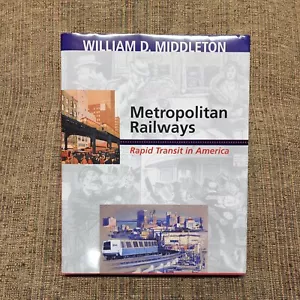 WILLIAM D. MIDDLETON
Metropolitan
Railways
Rapid Transit in America